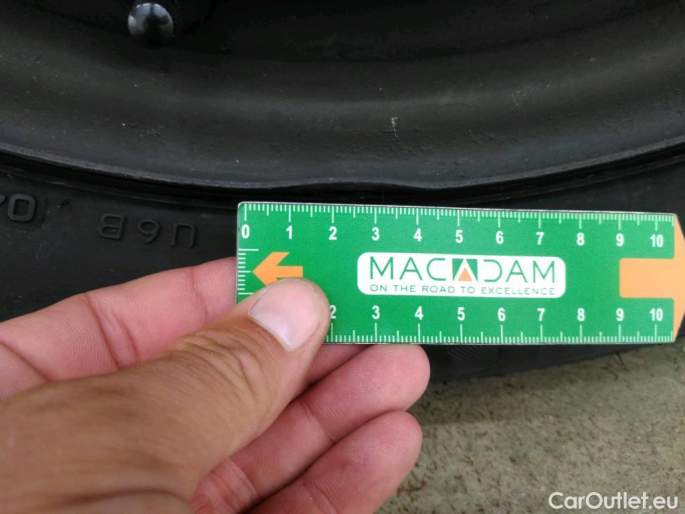 U6B
0 1 2 3 4 5 6 7 8 9 10
MACADAM
ON THE ROAD TO EXCELLENCE
2 3 4 5 6 7 8 9 10
CarOutlet.eu